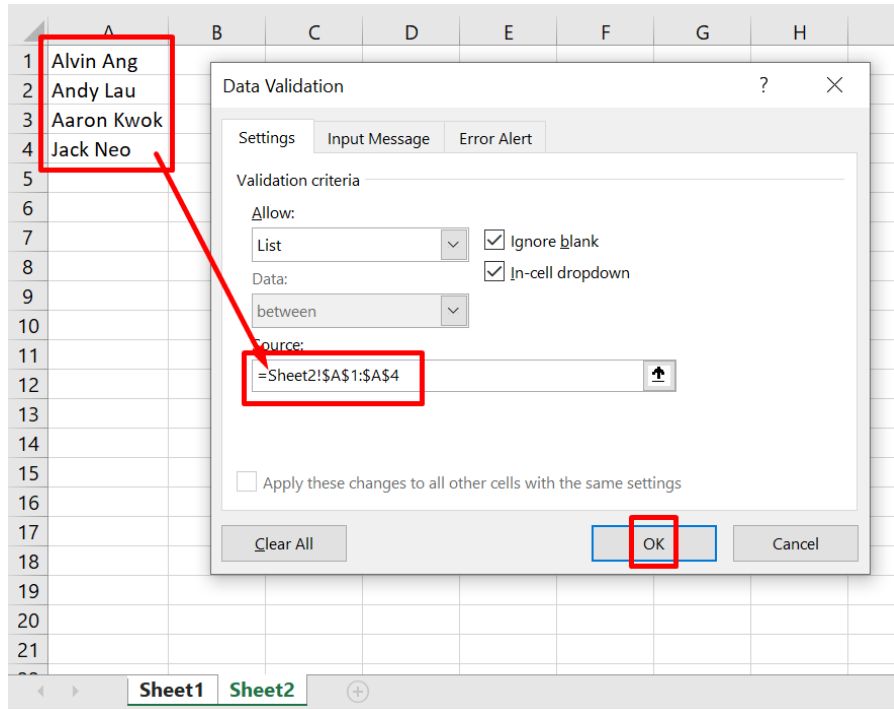 A B C D E F G H
1 Alvin Ang
2 Andy Lau
3 Aaron Kwok
4 Jack Neo
5
6
7
8
9
10
11
12
13
14
15
16
17
18
19
20
21
Data Validation ?
Settings Input Message Error Alert
Validation criteria
Allow:
List
Ignore blank
Data:
In-cell dropdown
between
Source:
=Sheet2!$A$1:$A$4
Apply these changes to all other cells with the same settings
Clear All OK Cancel
Sheet1 Sheet2